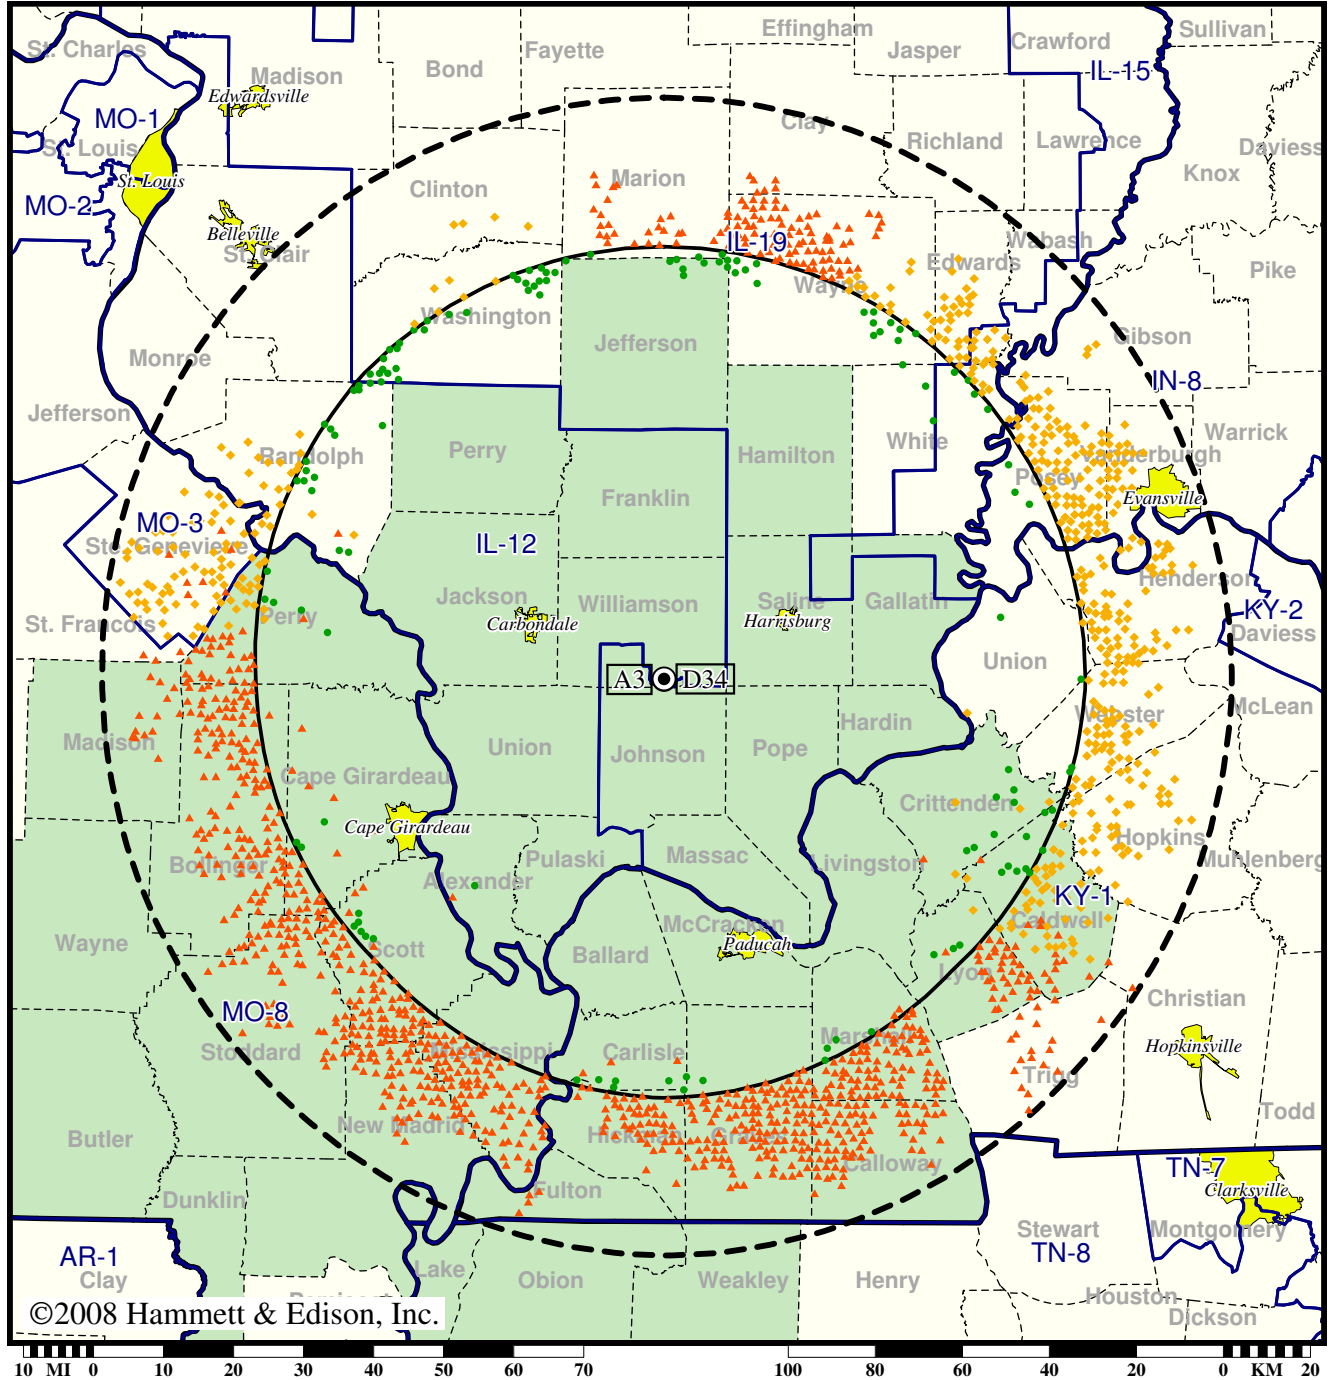 Effingham
Sullivan
St. Charles
Fayette
Jasper
Crawford
Bond
Madison
IL-15
Edwardsville
MO-1
Clay
Richland
Lawrence
St. Louis
Daviess
Knox
St. Louis
Clinton
Marion
MO-2
Belleville
IL-19
Wabash
St. Clair
Edwards
Pike
Wayne
Washington
Gibson
Jefferson
Monroe
IN-8
Jefferson
Warrick
White
Randolph
Perry
Hamilton
Vanderburgh
Posey
Franklin
Evansville
MO-3
Ste. Genevieve
IL-12
Henderson
Jackson
Williamson
Saline
Gallatin
KY-2
Perry
St. Francois
Carbondale
Harrisburg
Daviess
Union
A3
D34
McLean
Webster
Madison
Union
Johnson
Pope
Hardin
Cape Girardeau
Crittenden
Cape Girardeau
Hopkins
Bollinger
Pulaski
Massac
Livingston
Muhlenberg
Alexander
KY-1
McCracken
Caldwell
Wayne
Scott
Ballard
Paducah
Lyon
Christian
MO-8
Stoddard
Mississippi
Carlisle
Marshall
Hopkinsville
Trigg
New Madrid
Hickman
Graves
Todd
Butler
Calloway
TN-7
Dunklin
Fulton
Clarksville
Stewart
Montgomery
AR-1
TN-8
Clay
Lake
Obion
Weakley
Henry
Houston
Dickson
©2008 Hammett & Edison, Inc.
10 MI 0 10 20 30 40 50 60 70 100 80 60 40 20 0 KM 20